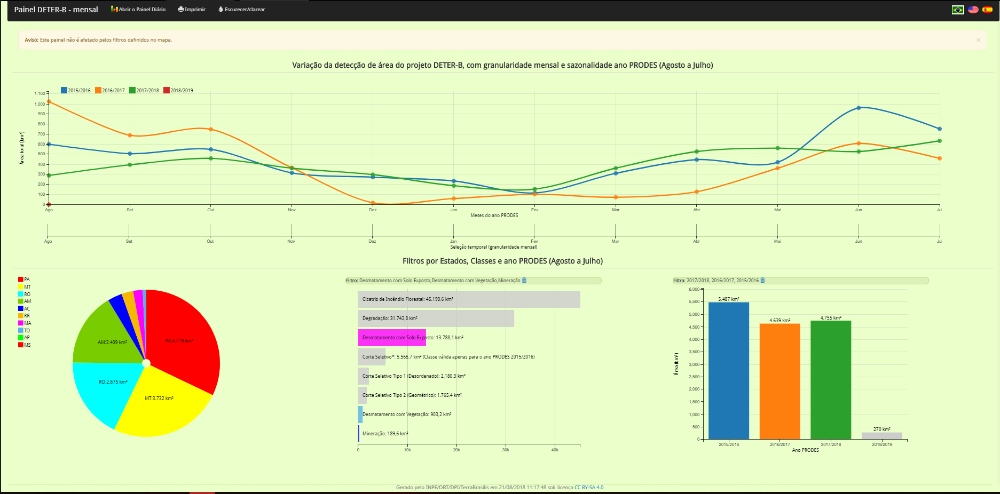 Painel DETER-B - mensal Abrir o Painel Diário Imprimir Escurecer/clarear
Aviso: Este painel não é afetado pelos filtros definidos no mapa. ×
Variação da detecção de área do projeto DETER-B, com granularidade mensal e sazonalidade ano PRODES (Agosto a Julho)
2015/2016 2016/2017 2017/2018 2018/2019
1.100
1.000
900
800
700
600
500
400
300
200
100
0
Área total (km²)
Ago Set Out Nov Dez Jan Fev Mar Abr Mai Jun Jul
Meses do ano PRODES
Ago Set Out Nov Dez Jan Fev Mar Abr Mai Jun Jul
Seleção temporal (granularidade mensal)
Filtros por Estados, Classes e ano PRODES (Agosto a Julho)
PA
MT
RO
AM
AC
RR
MA
TO
AP
MS
PA:4.779 km²
AM:2.409 km²
RO:2.675 km²
MT:3.732 km²
Filtro: Desmatamento com Solo Exposto,Desmatamento com Vegetação,Mineração
Cicatriz de Incêndio Florestal: 45.190,6 km²
Degradação: 31.742,8 km²
Desmatamento com Solo Exposto: 13.788,1 km²
Corte Seletivo*: 5.565,7 km² (Classe válida apenas para o ano PRODES 2015/2016)
Corte Seletivo Tipo 1 (Desordenado): 2.180,3 km²
Corte Seletivo Tipo 2 (Geométrico): 1.765,4 km²
Desmatamento com Vegetação: 903,2 km²
Mineração: 189,6 km²
0 10k 20k 30k 40k
Filtro: 2017/2018, 2016/2017, 2015/2016
6,000
5,500
5,000
4,500
4,000
3,500
3,000
2,500
2,000
1,500
1,000
500
0
Área (km²)
5.487 km²
4.639 km²
4.755 km²
270 km²
2015/2016 2016/2017 2017/2018 2018/2019
Ano PRODES
Gerado pelo INPE/OBT/DPI/TerraBrasilis em 21/08/2018 11:17:48 sob licença CC BY-SA 4.0